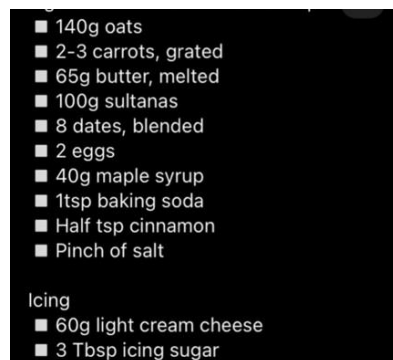 ■ 140g oats
■ 2-3 carrots, grated
■ 65g butter, melted
■ 100g sultanas
■ 8 dates, blended
■ 2 eggs
■ 40g maple syrup
■ 1tsp baking soda
■ Half tsp cinnamon
■ Pinch of salt
Icing
■ 60g light cream cheese
■ 3 Tbsp icing sugar